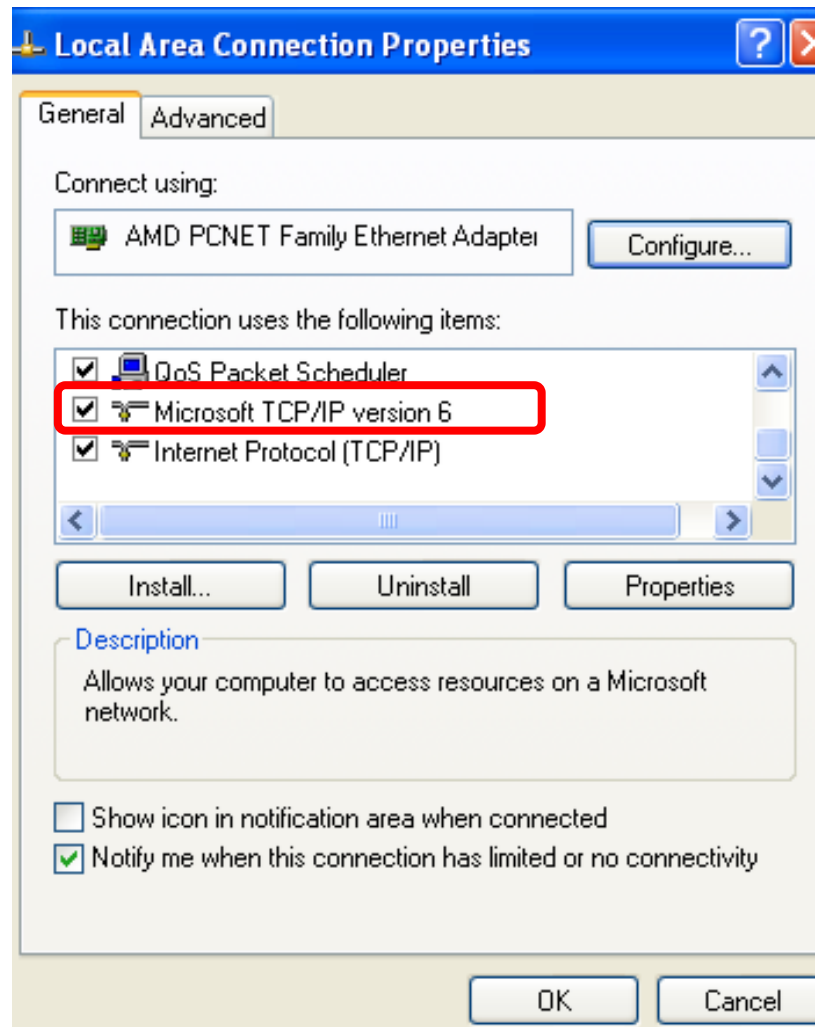 Local Area Connection Properties
General
Advanced
Connect using:
AMD PCNET Family Ethernet Adapter
Configure...
This connection uses the following items:
QoS Packet Scheduler
Microsoft TCP/IP version 6
Internet Protocol (TCP/IP)
Install...
Uninstall
Properties
Description
Allows your computer to access resources on a Microsoft
network.
Show icon in notification area when connected
Notify me when this connection has limited or no connectivity
OK
Cancel